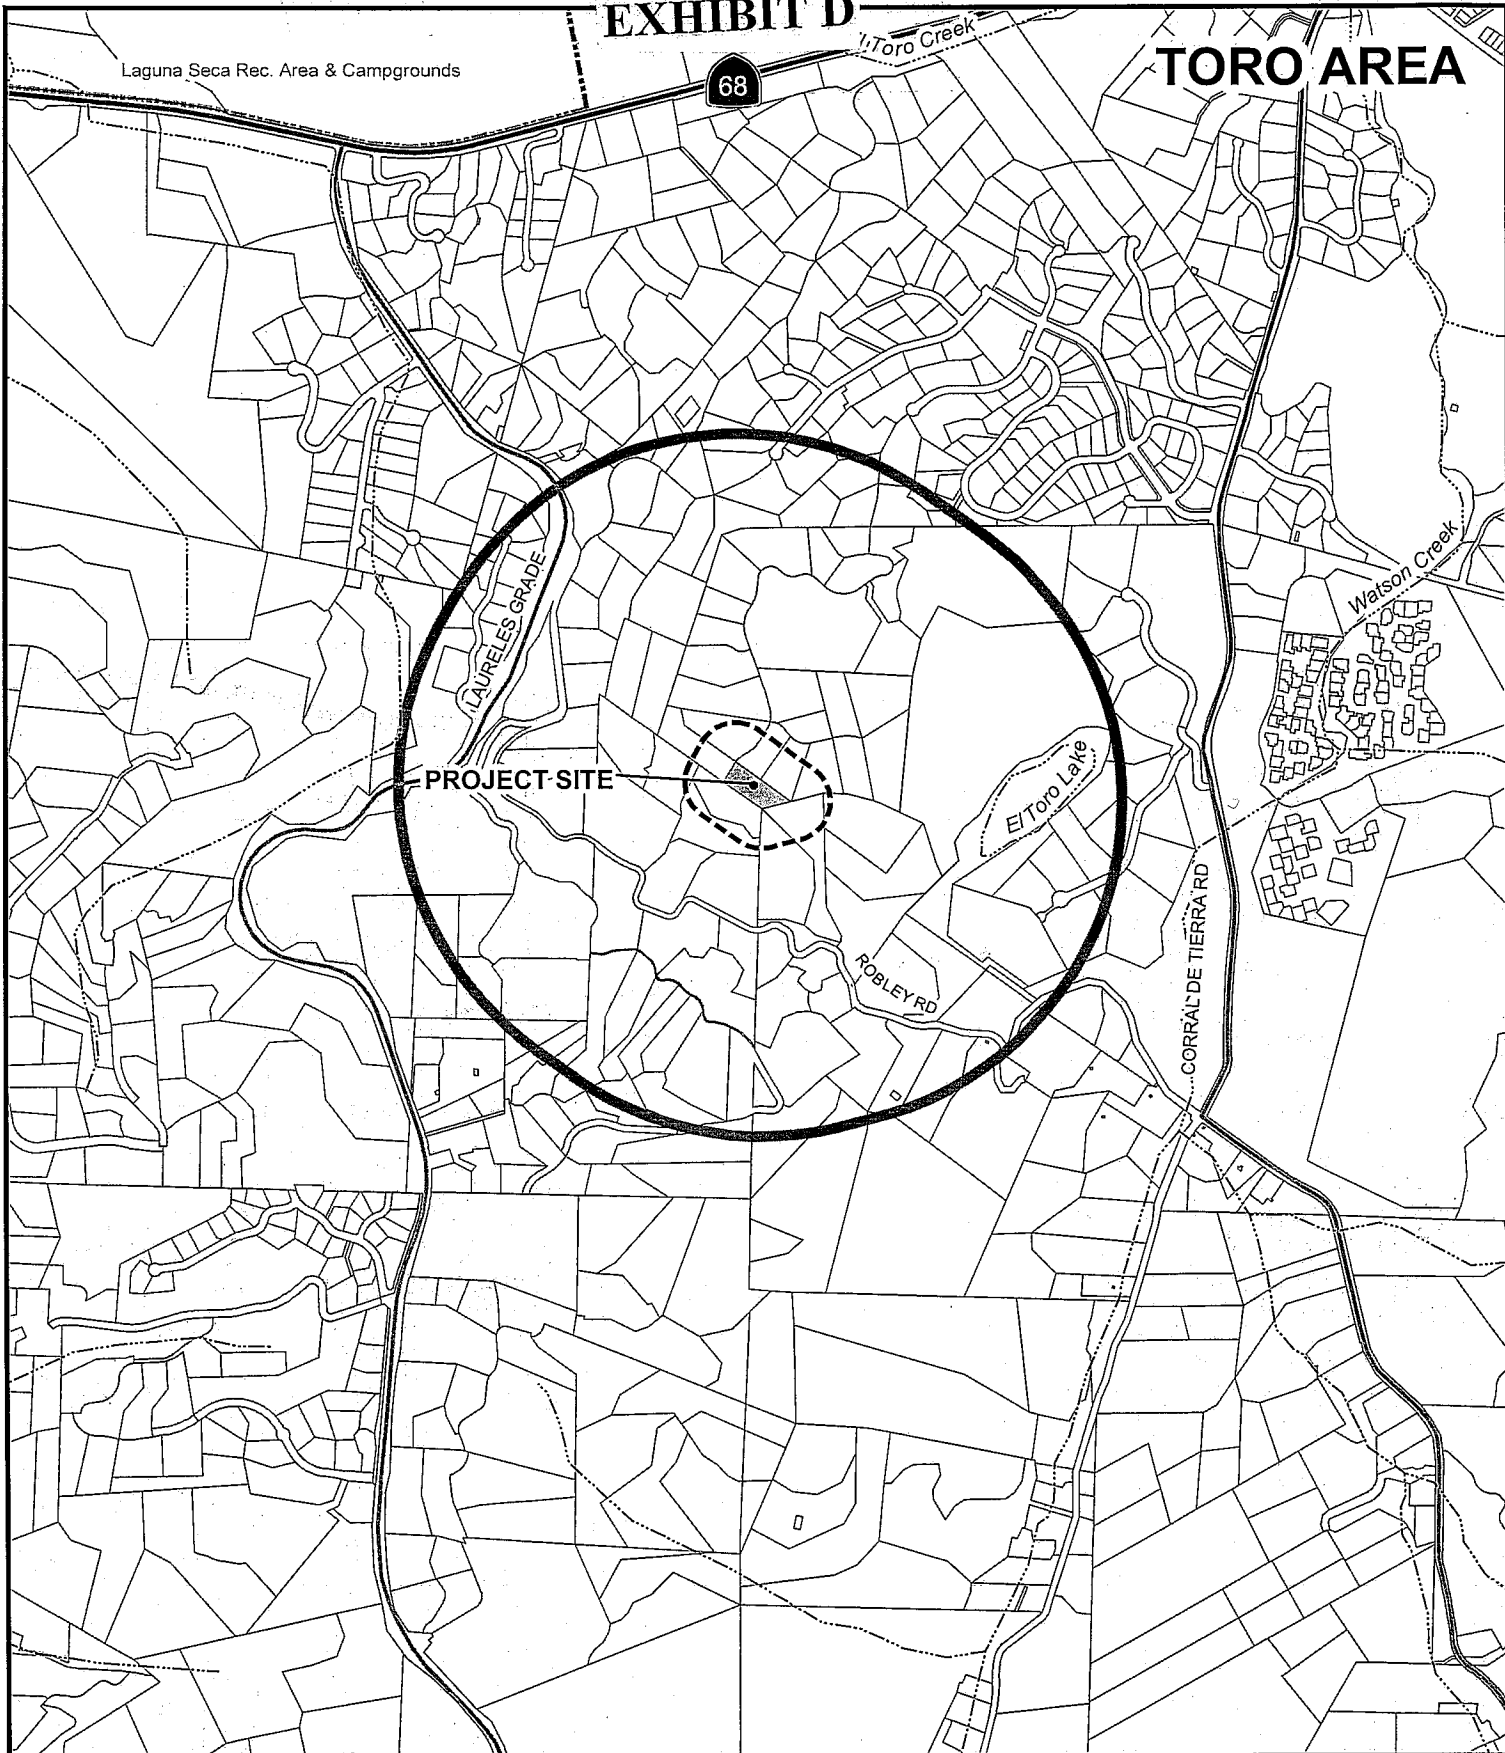 EXHIBIT D
El Toro Creek
TORO AREA
Laguna Seca Rec. Area & Campgrounds
68
LAURELES GRADE
Watson Creek
PROJECT SITE
El Toro Lake
CORRAL DE TIERRA RD
ROBLEY RD